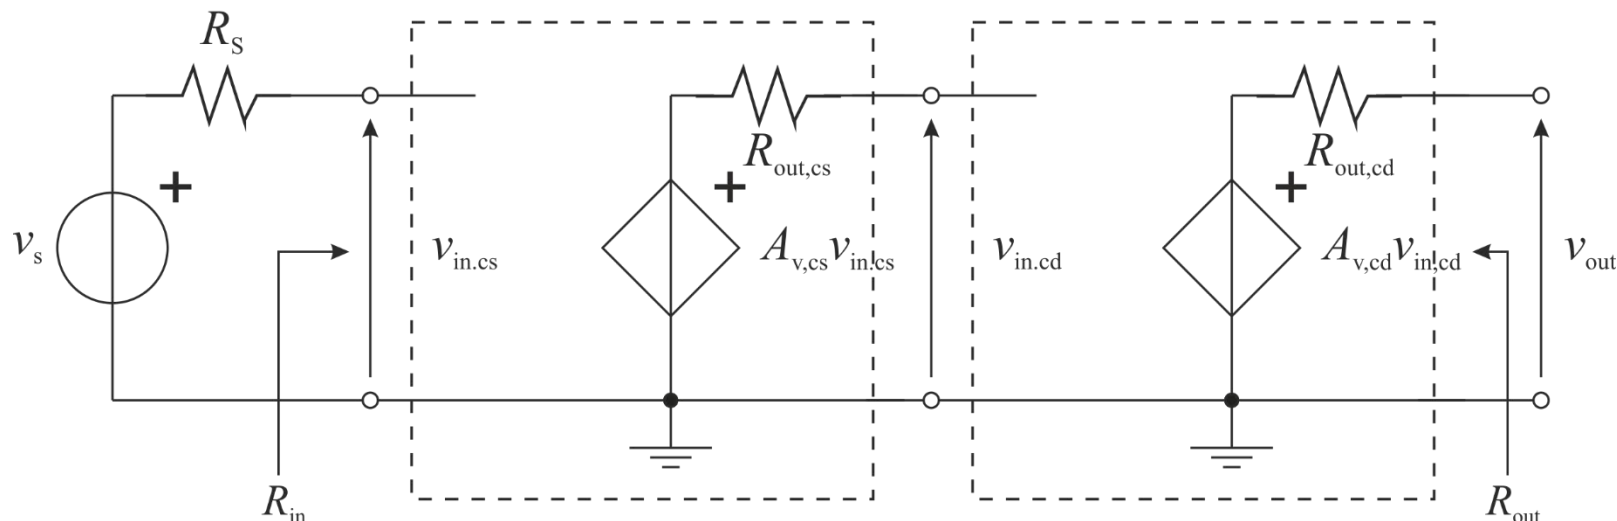 R_S
R_out,cs
R_out,cd
+
+
+
v_s
v_in.cs
A_v,cs v_in.cs
v_in.cd
A_v,cd v_in,cd
v_out
R_in
R_out